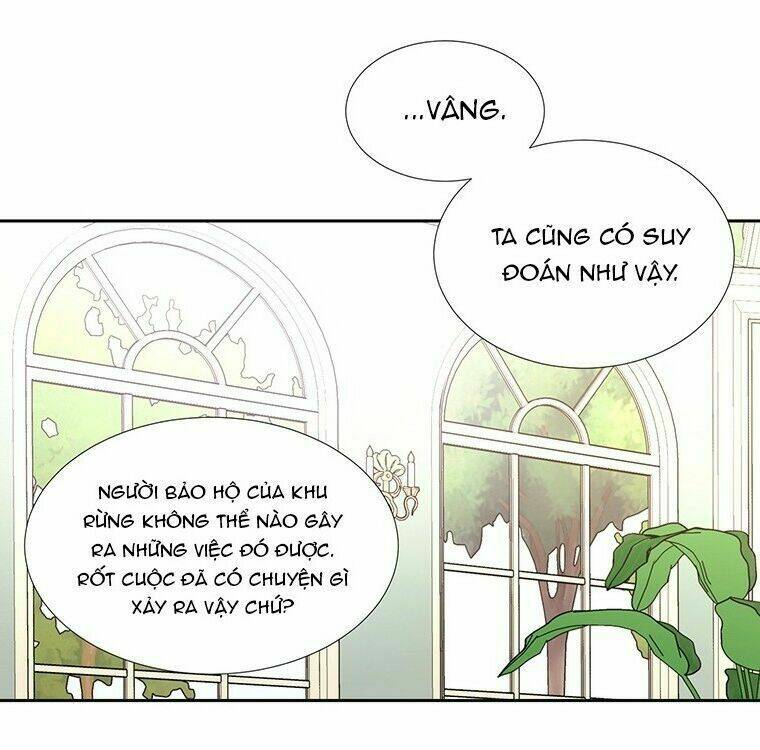 ...VÂNG.
TA CŨNG CÓ SUY
ĐOÁN NHƯ VẬY.
NGƯỜI BẢO HỘ CỦA KHU
RỪNG KHÔNG THỂ NÀO GÂY
RA NHỮNG VIỆC ĐÓ ĐƯỢC.
RỐT CUỘC ĐÃ CÓ CHUYỆN GÌ
XẢY RA VẬY CHỨ?